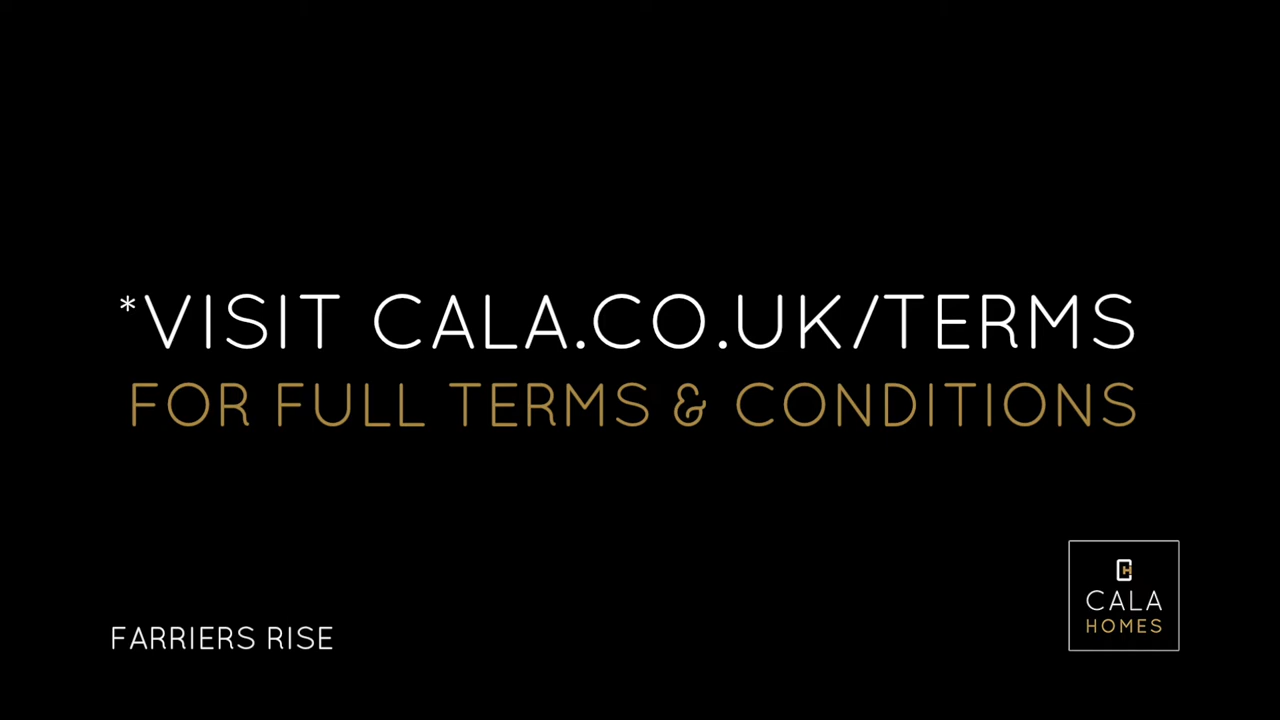 *VISIT CALA.CO.UK/TERMS
FOR FULL TERMS & CONDITIONS
FARRIERS RISE
CALA
HOMES